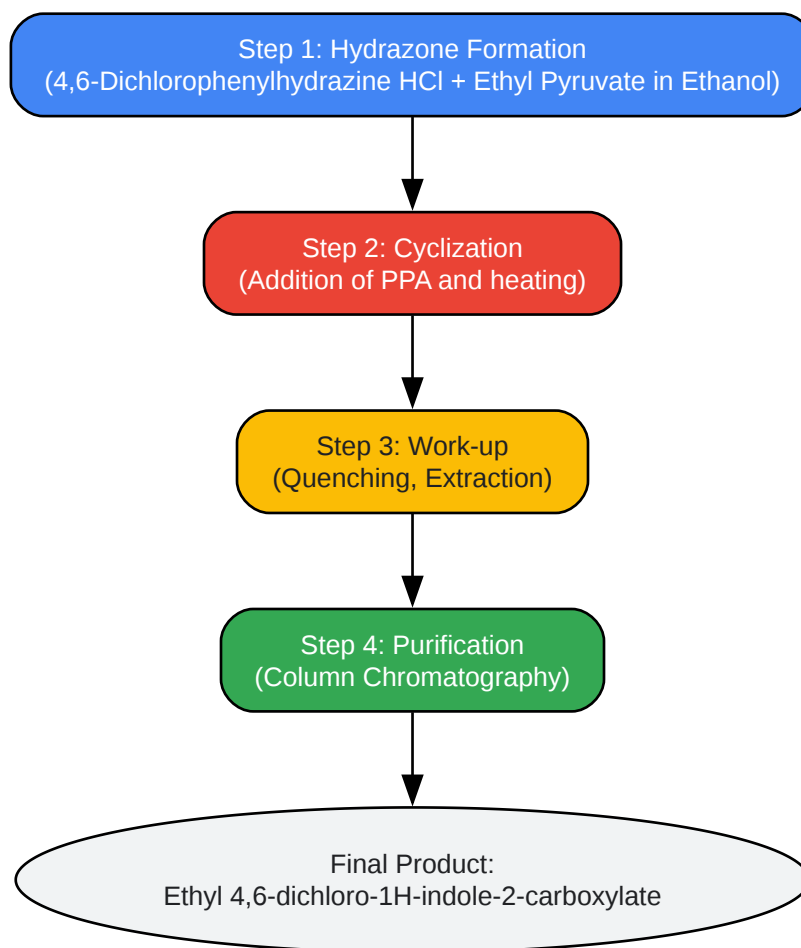 Step 1: Hydrazone Formation
(4,6-Dichlorophenylhydrazine HCl + Ethyl Pyruvate in Ethanol)
Step 2: Cyclization
(Addition of PPA and heating)
Step 3: Work-up
(Quenching, Extraction)
Step 4: Purification
(Column Chromatography)
Final Product:
Ethyl 4,6-dichloro-1H-indole-2-carboxylate